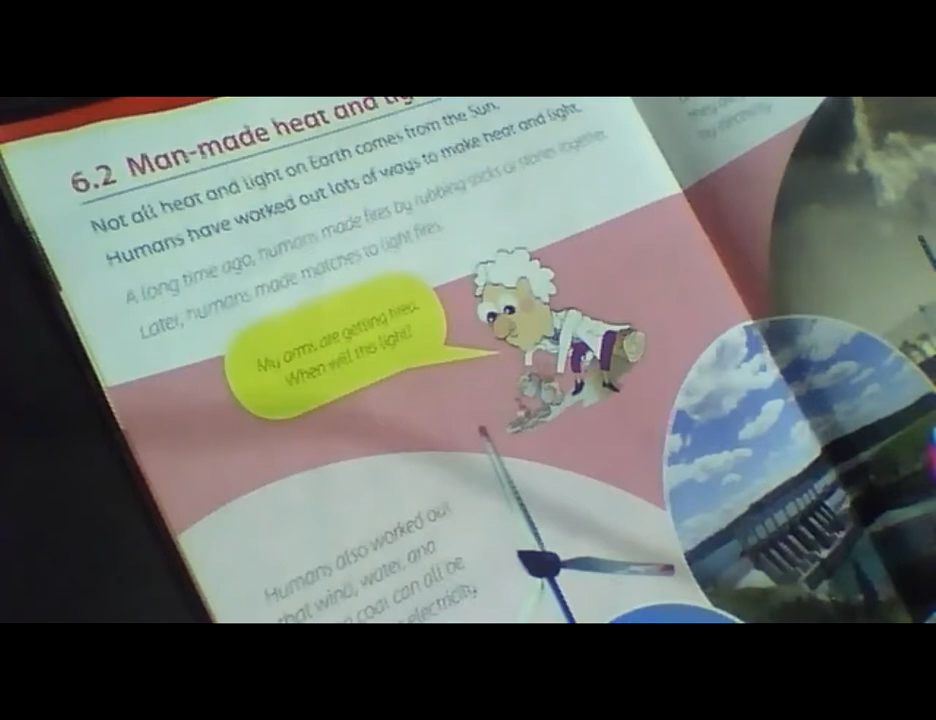 6.2 Man-made heat and
Not all heat and light on Earth comes from the Sun.
Humans have worked out lots of ways to make heat and light.
A long time ago, humans made fires by rubbing sticks or stones together.
Later, humans made matches to light fires.
My arms are getting tired.
When will this light?
Humans also worked out
that wind, water, and
coal can all be
electricity.